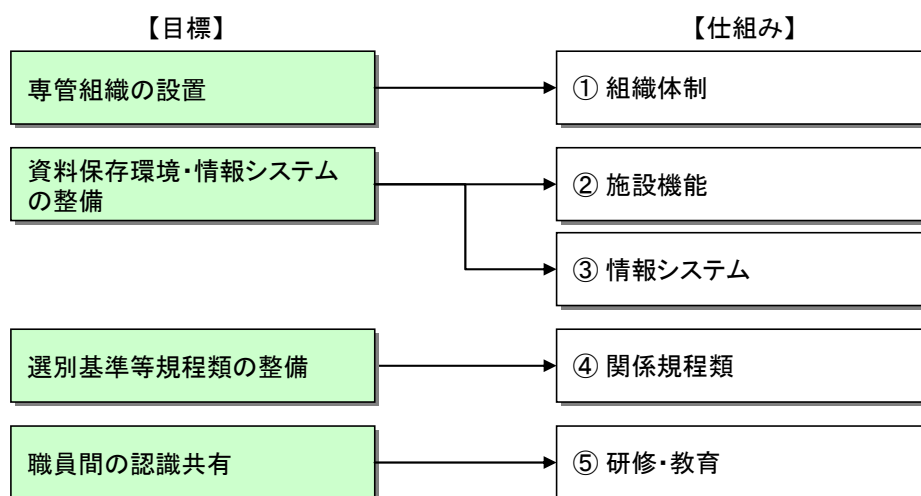 【目標】
【仕組み】
専管組織の設置
① 組織体制
資料保存環境・情報システム
の整備
② 施設機能
③ 情報システム
選別基準等規程類の整備
④ 関係規程類
職員間の認識共有
⑤ 研修・教育